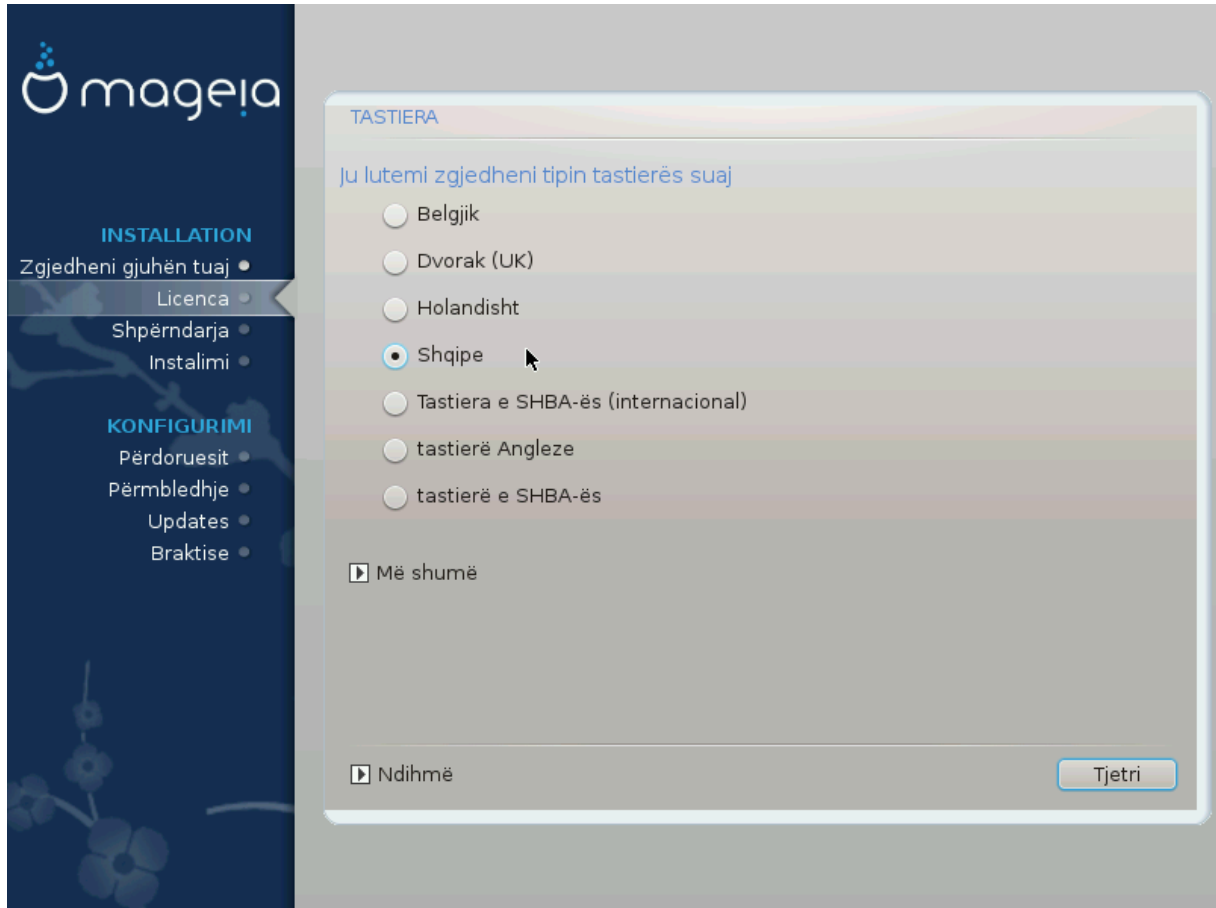 mageia
INSTALLATION
Zgjedheni gjuhën tuaj
Licenca
Shpërndarja
Instalimi
KONFIGURIMI
Përdoruesit
Përmbledhje
Updates
Braktise
TASTIERA
Ju lutemi zgjedheni tipin tastierës suaj
Belgjik
Dvorak (UK)
Holandisht
Shqipe
Tastiera e SHBA-ës (internacional)
tastierë Angleze
tastierë e SHBA-ës
Më shumë
Ndihmë
Tjetri